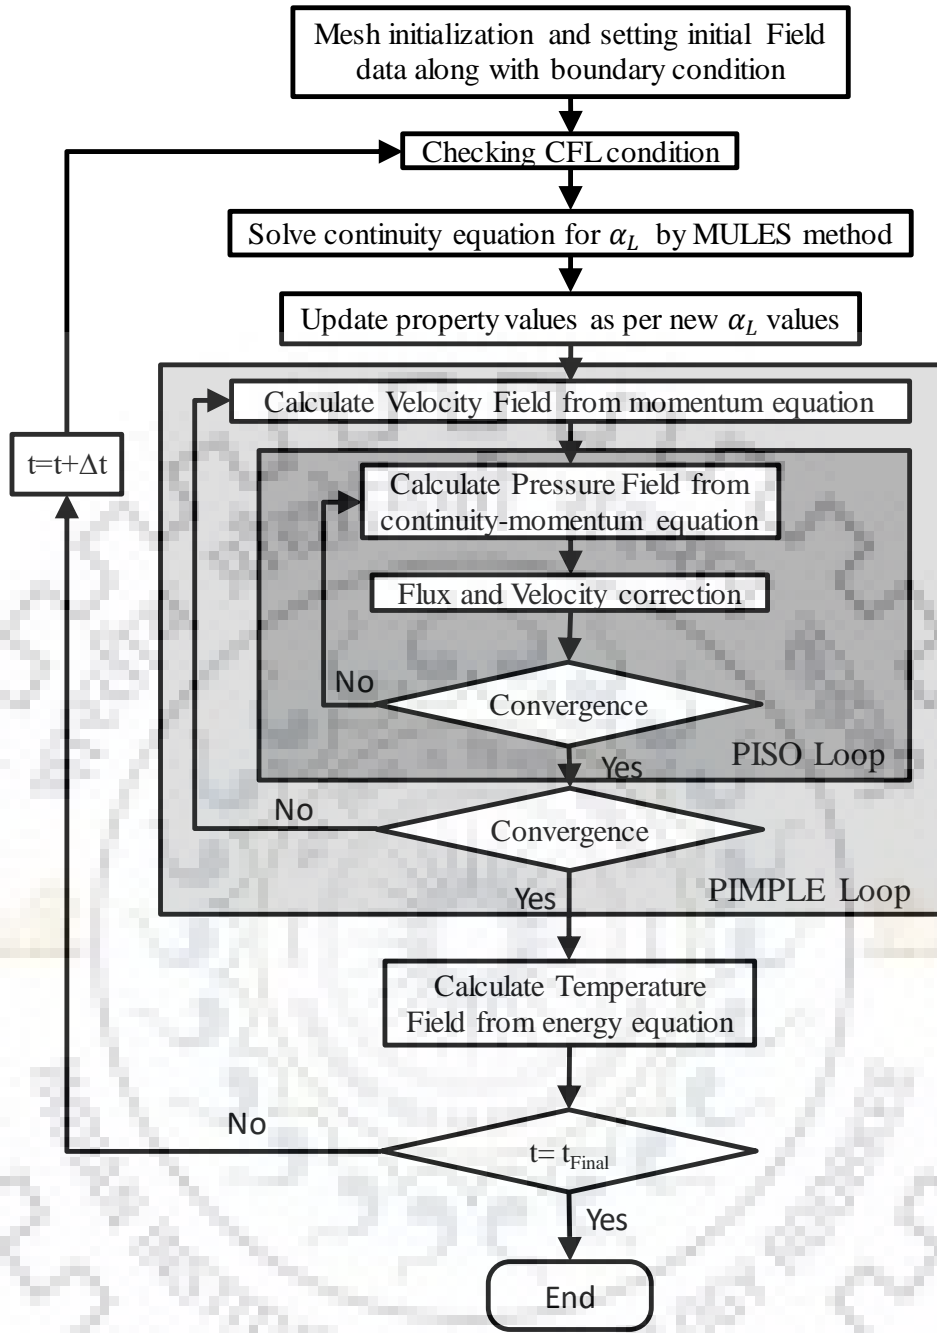 Mesh initialization and setting initial Field
data along with boundary condition
Checking CFL condition
Solve continuity equation for α_L by MULES method
Update property values as per new α_L values
Calculate Velocity Field from momentum equation
t=t+Δt
Calculate Pressure Field from
continuity-momentum equation
Flux and Velocity correction
No
Convergence
PISO Loop
Yes
No
Convergence
PIMPLE Loop
Yes
Calculate Temperature
Field from energy equation
No
t= t_Final
Yes
End